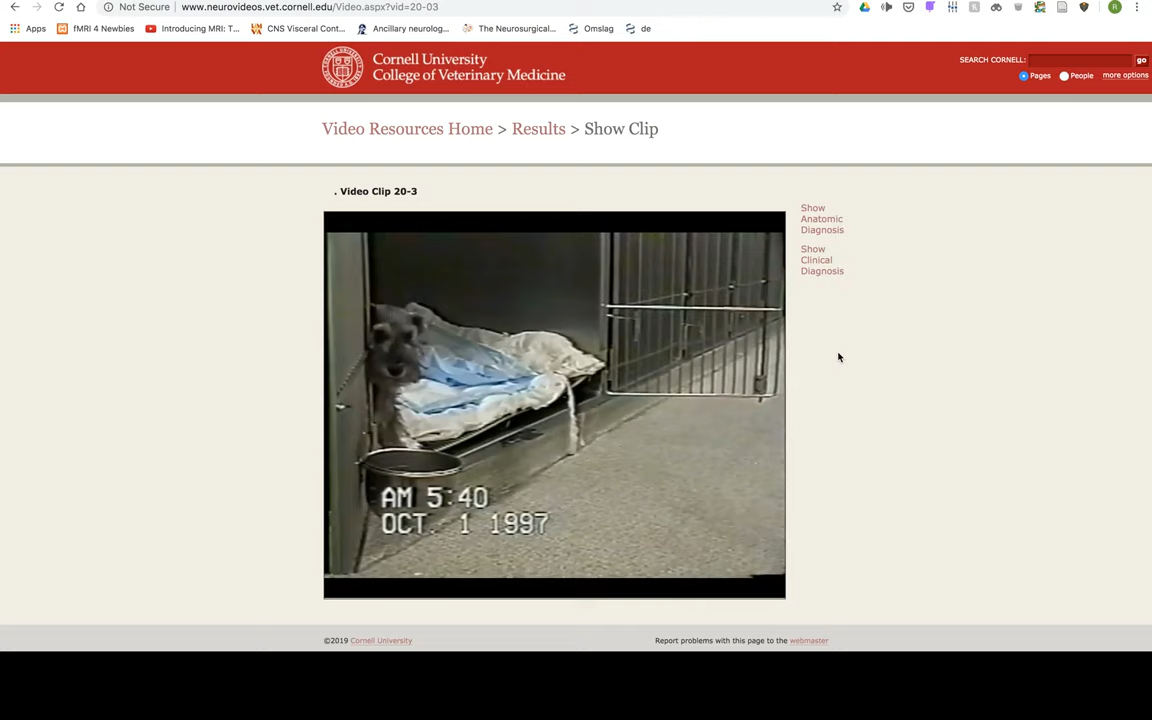 Not Secure www.neurovideos.vet.cornell.edu/Video.aspx?vid=20-03
Apps fMRI 4 Newbies Introducing MRI: T... CNS Visceral Cont... Ancillary neurolog... The Neurosurgical... Omslag de
Cornell University
College of Veterinary Medicine
SEARCH CORNELL: go
Pages People more options
Video Resources Home > Results > Show Clip
. Video Clip 20-3
Show
Anatomic
Diagnosis
Show
Clinical
Diagnosis
AM 5:40
OCT. 1 1997
©2019 Cornell University
Report problems with this page to the webmaster